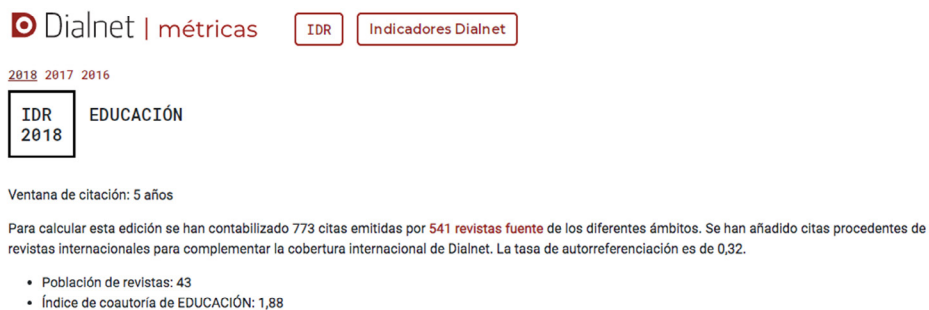 Dialnet | métricas IDR Indicadores Dialnet
2018 2017 2016
IDR EDUCACIÓN
2018
Ventana de citación: 5 años
Para calcular esta edición se han contabilizado 773 citas emitidas por 541 revistas fuente de los diferentes ámbitos. Se han añadido citas procedentes de
revistas internacionales para complementar la cobertura internacional de Dialnet. La tasa de autorreferenciación es de 0,32.
• Población de revistas: 43
• Índice de coautoría de EDUCACIÓN: 1,88